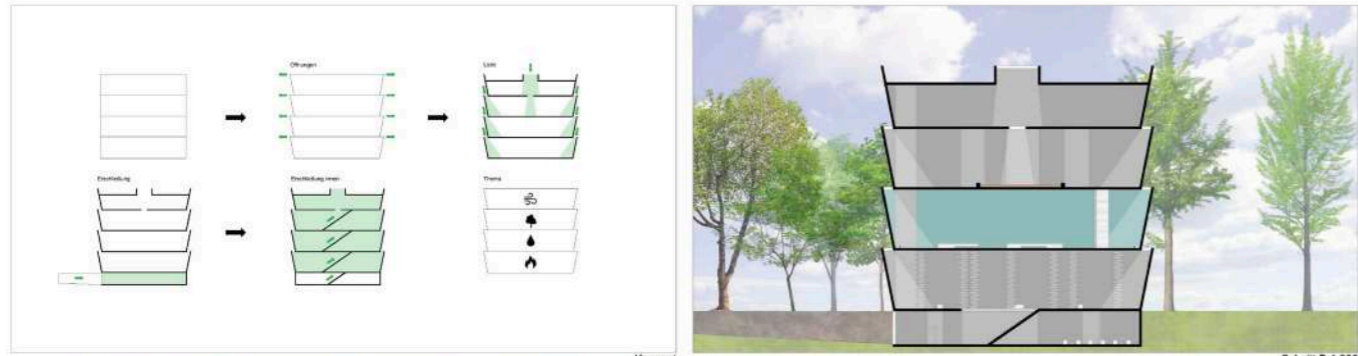 Öffnungen
Licht
Erschließung
Erschließung innen
Thema